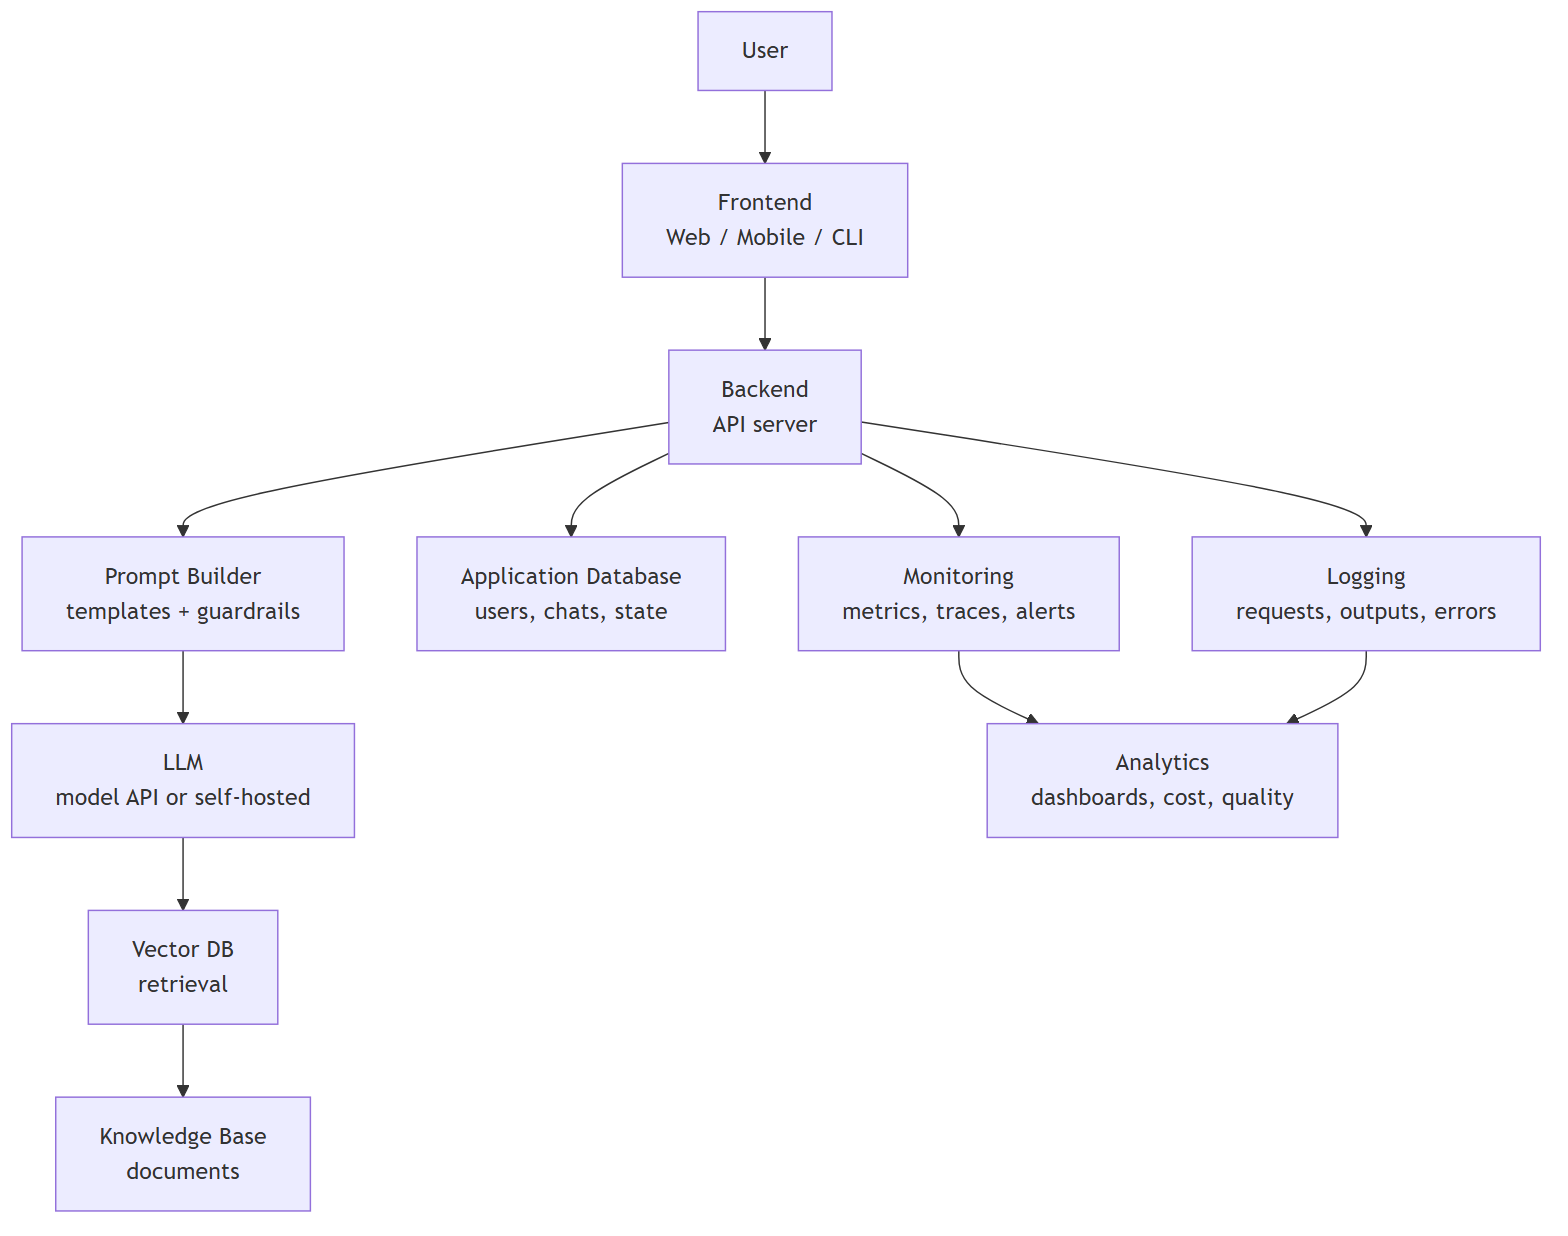 User
Frontend
Web / Mobile / CLI
Backend
API server
Prompt Builder
templates + guardrails
Application Database
users, chats, state
Monitoring
metrics, traces, alerts
Logging
requests, outputs, errors
LLM
model API or self-hosted
Analytics
dashboards, cost, quality
Vector DB
retrieval
Knowledge Base
documents